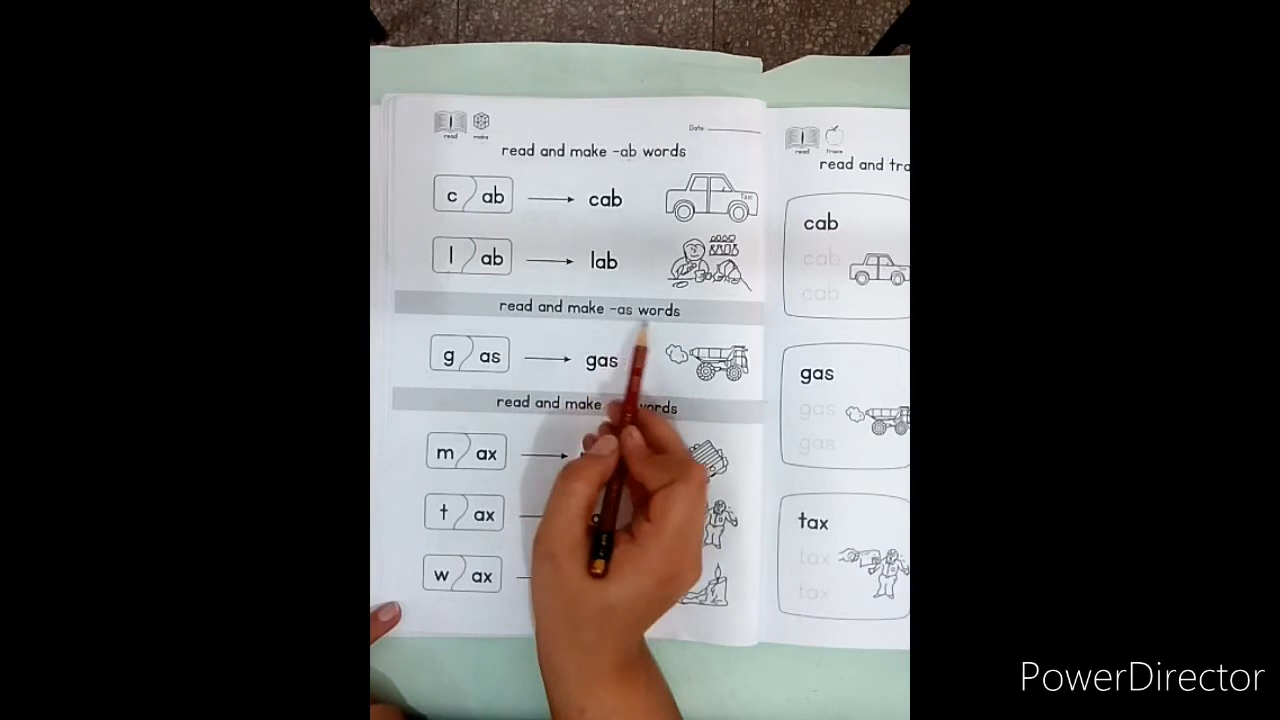 read make
Date
read and make -ab words
c ab → cab
Taxi
l ab → lab
read and make -as words
g as → gas
read and make words
m ax →
t ax
w ax
read trace
read and tra
cab
cab
cab
gas
gas
gas
tax
tax
tax
PowerDirector